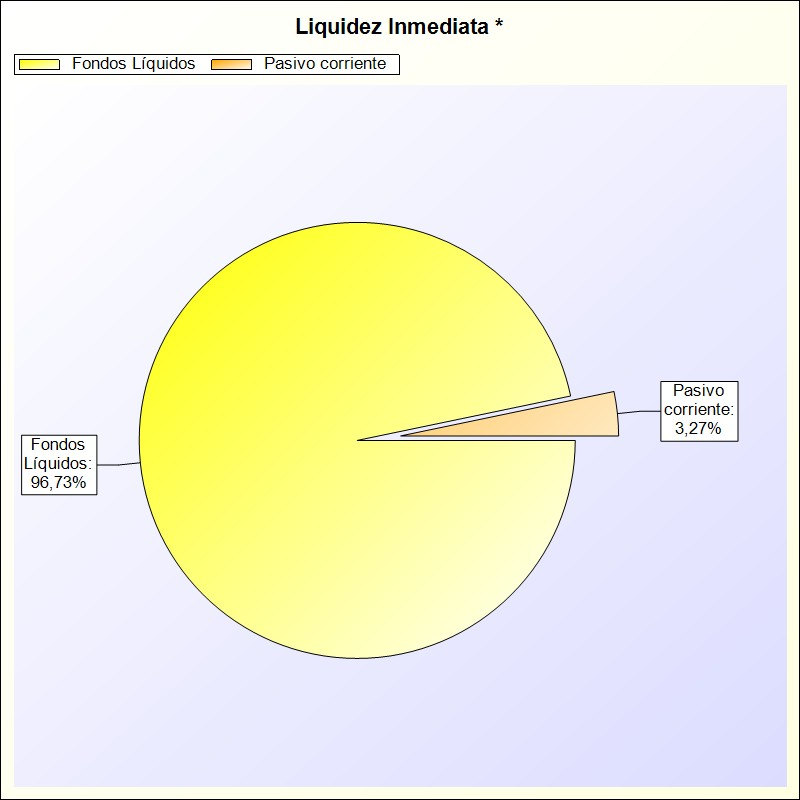 Liquidez Inmediata *
Fondos Líquidos Pasivo corriente
Pasivo
corriente:
3,27%
Fondos
Líquidos:
96,73%